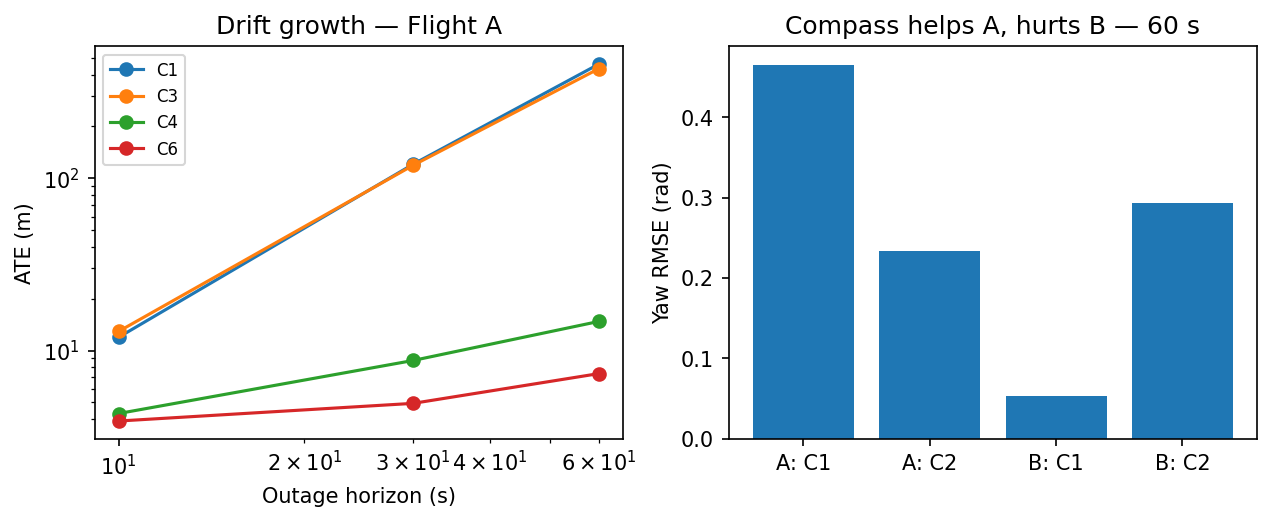 Drift growth — Flight A
C1
C3
C4
C6
ATE (m)
10²
10¹
10¹
2 × 10¹
3 × 10¹
4 × 10¹
6 × 10¹
Outage horizon (s)
Compass helps A, hurts B — 60 s
Yaw RMSE (rad)
0.4
0.3
0.2
0.1
0.0
A: C1
A: C2
B: C1
B: C2